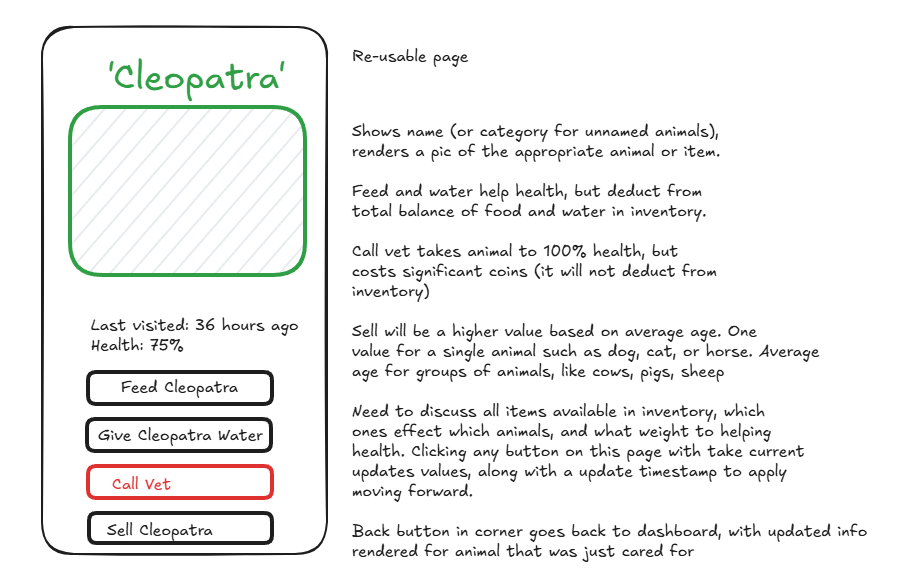 'Cleopatra'
Last visited: 36 hours ago
Health: 75%
Feed Cleopatra
Give Cleopatra Water
Call Vet
Sell Cleopatra
Re-usable page
Shows name (or category for unnamed animals),
renders a pic of the appropriate animal or item.
Feed and water help health, but deduct from
total balance of food and water in inventory.
Call vet takes animal to 100% health, but
costs significant coins (it will not deduct from
inventory)
Sell will be a higher value based on average age. One
value for a single animal such as dog, cat, or horse. Average
age for groups of animals, like cows, pigs, sheep
Need to discuss all items available in inventory, which
ones effect which animals, and what weight to helping
health. Clicking any button on this page with take current
updates values, along with a update timestamp to apply
moving forward.
Back button in corner goes back to dashboard, with updated info
rendered for animal that was just cared for